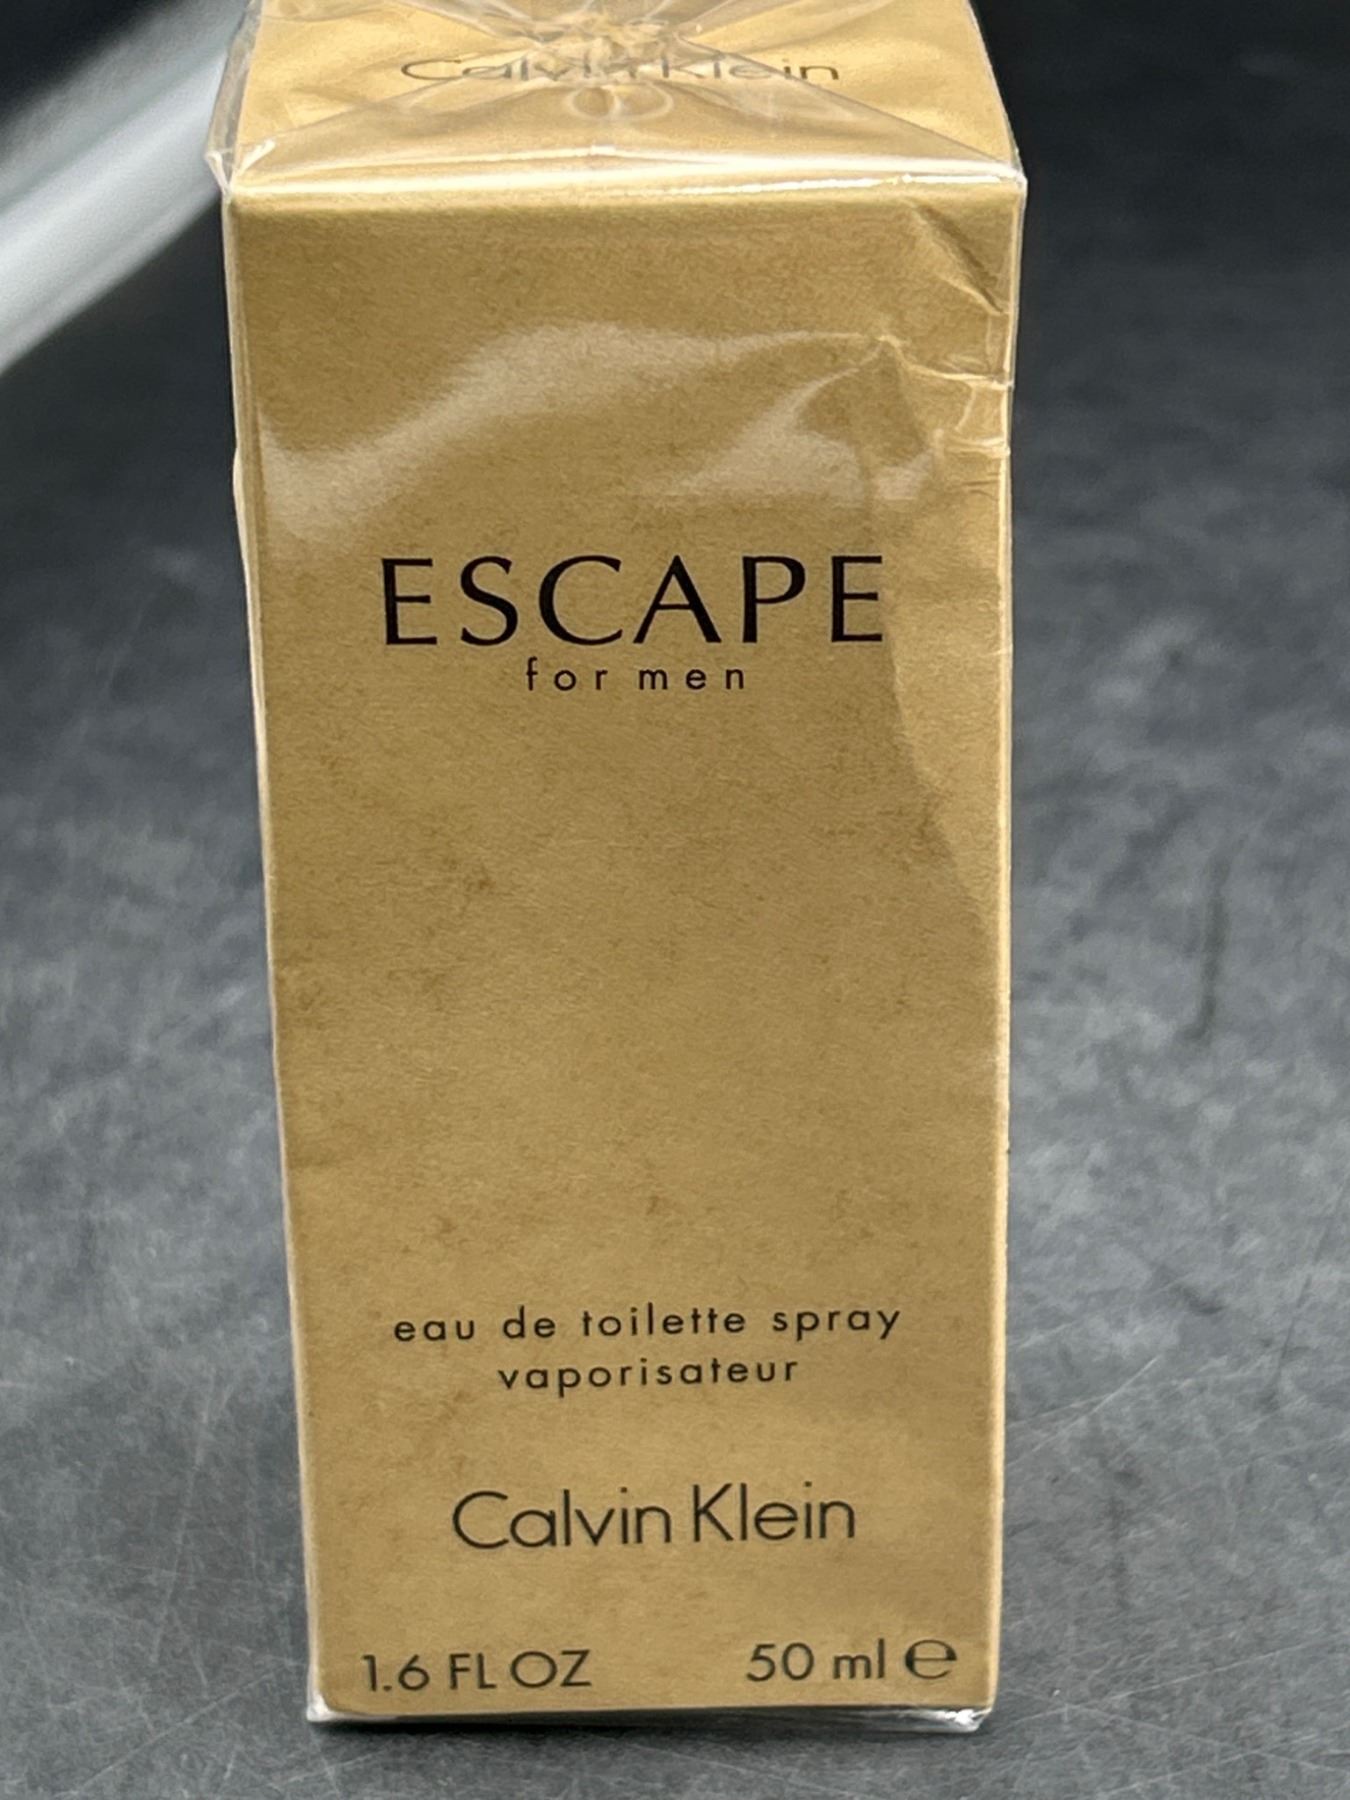 Calvin Klein
ESCAPE
for men
eau de toilette spray
vaporisateur
Calvin Klein
1.6 FL OZ 50 ml ℮